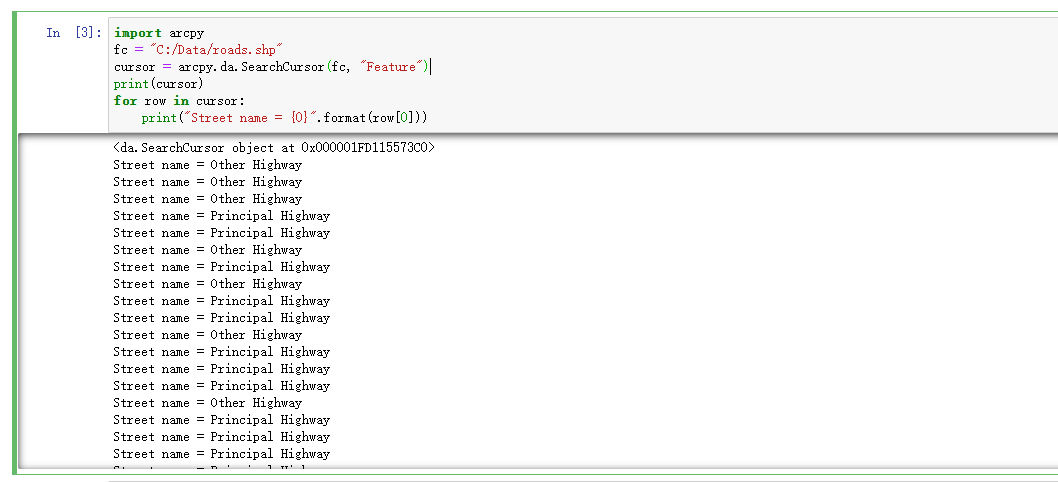 In [3]:
import arcpy
fc = "C:/Data/roads.shp"
cursor = arcpy.da.SearchCursor(fc, "Feature")
print(cursor)
for row in cursor:
    print("Street name = {0}".format(row[0]))
<da.SearchCursor object at 0x000001FD115573C0>
Street name = Other Highway
Street name = Other Highway
Street name = Other Highway
Street name = Principal Highway
Street name = Principal Highway
Street name = Other Highway
Street name = Principal Highway
Street name = Other Highway
Street name = Principal Highway
Street name = Principal Highway
Street name = Other Highway
Street name = Principal Highway
Street name = Principal Highway
Street name = Principal Highway
Street name = Other Highway
Street name = Principal Highway
Street name = Principal Highway
Street name = Principal Highway